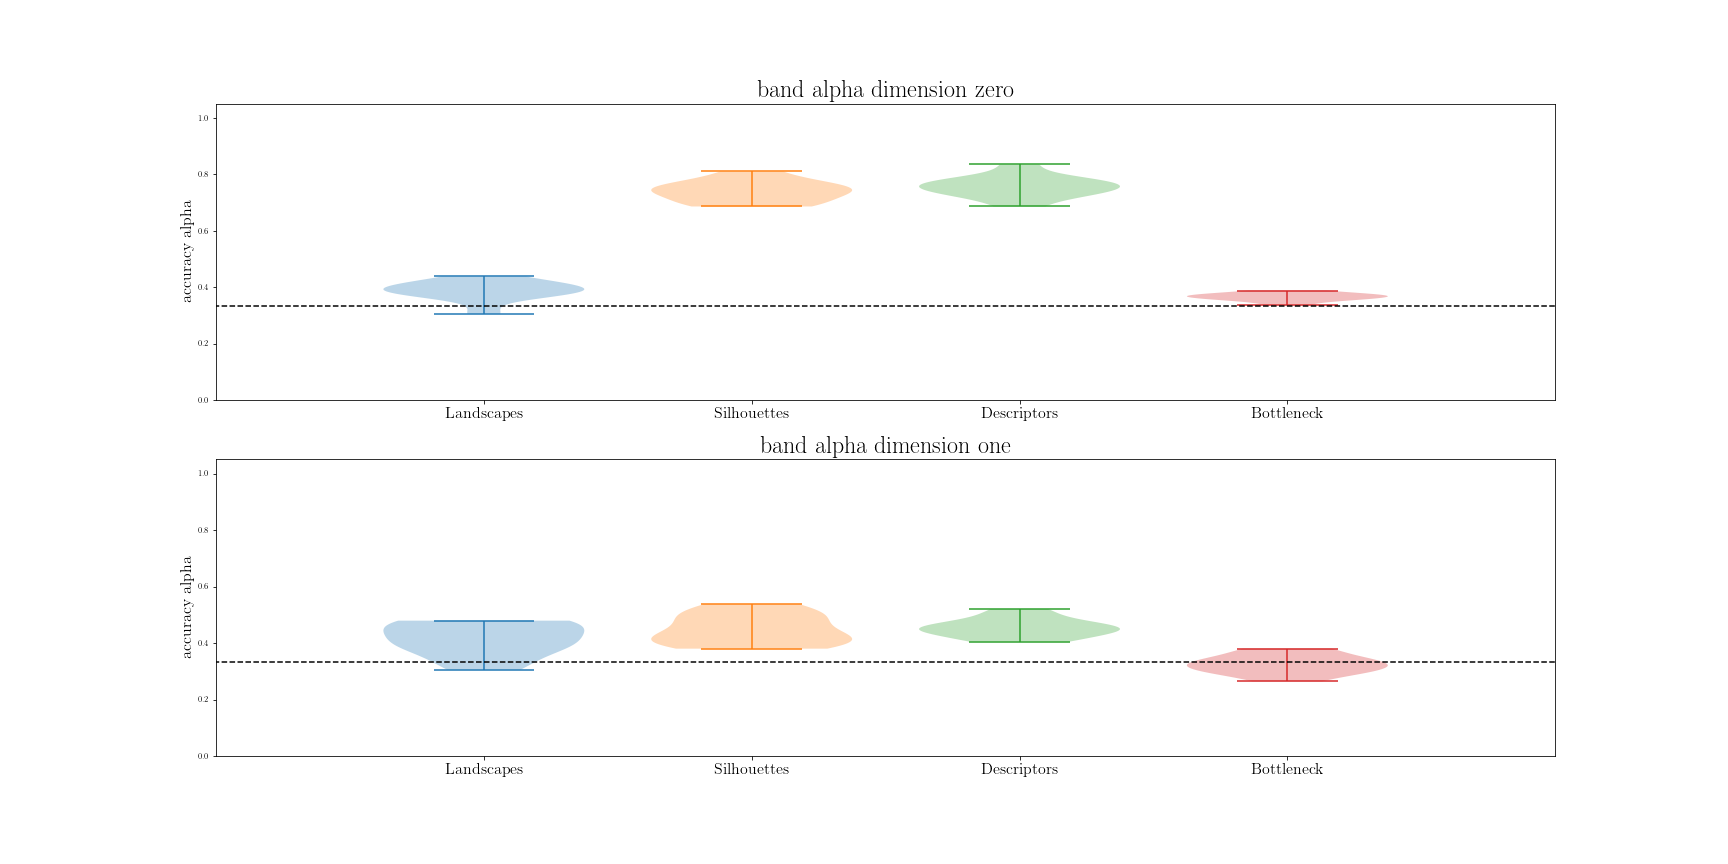 band alpha dimension zero
accuracy alpha
1.0
0.8
0.6
0.4
0.2
0.0
Landscapes Silhouettes Descriptors Bottleneck
band alpha dimension one
accuracy alpha
1.0
0.8
0.6
0.4
0.2
0.0
Landscapes Silhouettes Descriptors Bottleneck